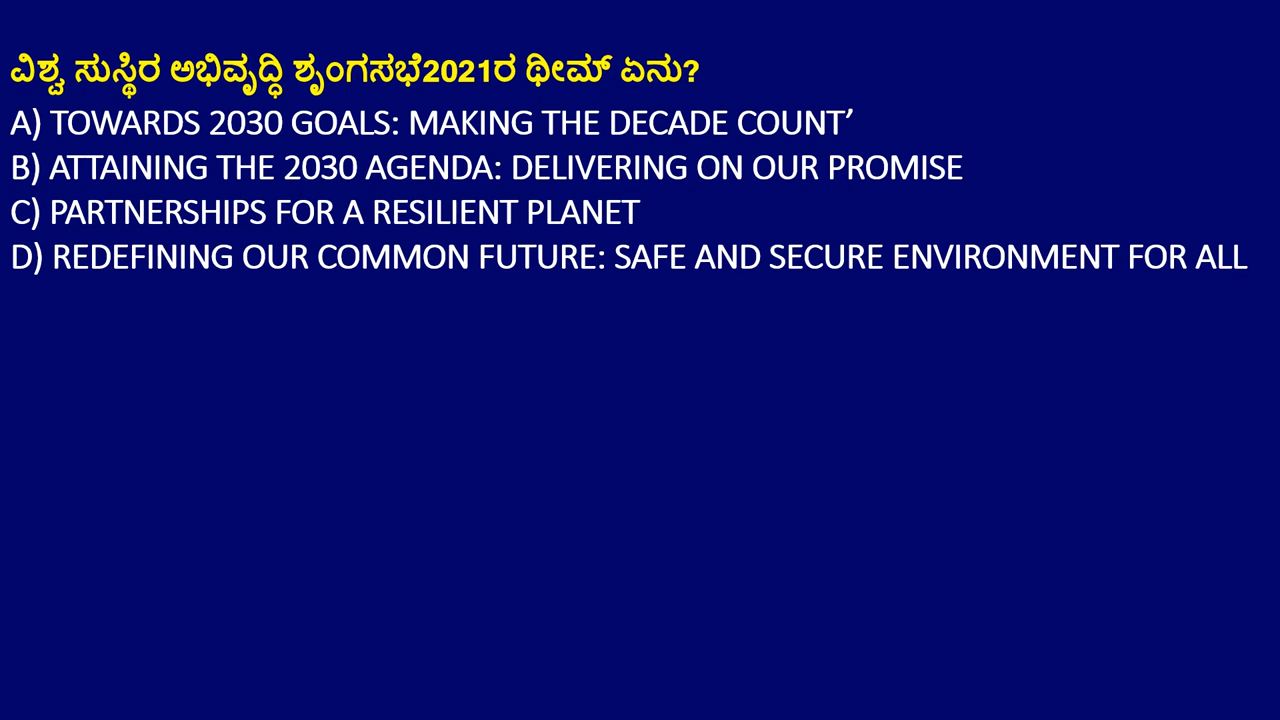 ವಿಶ್ವ ಸುಸ್ಥಿರ ಅಭಿವೃದ್ಧಿ ಶೃಂಗಸಭೆ2021ರ ಥೀಮ್ ಏನು?
A) TOWARDS 2030 GOALS: MAKING THE DECADE COUNT’
B) ATTAINING THE 2030 AGENDA: DELIVERING ON OUR PROMISE
C) PARTNERSHIPS FOR A RESILIENT PLANET
D) REDEFINING OUR COMMON FUTURE: SAFE AND SECURE ENVIRONMENT FOR ALL